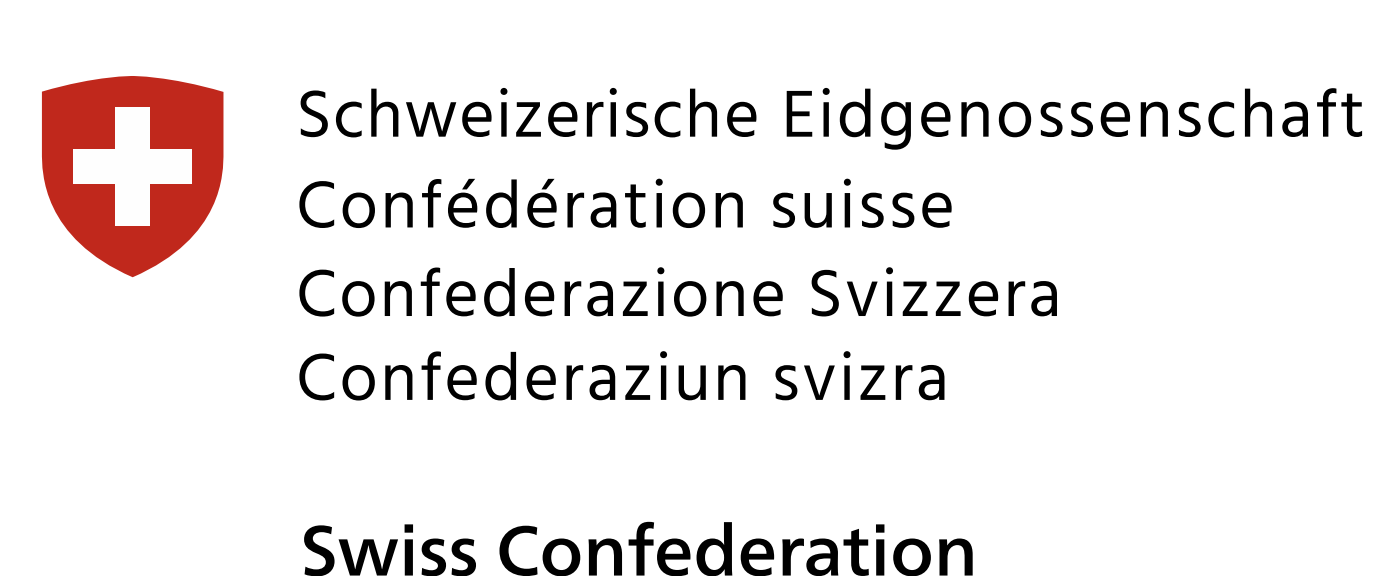 Schweizerische Eidgenossenschaft
Confédération suisse
Confederazione Svizzera
Confederaziun svizra
Swiss Confederation